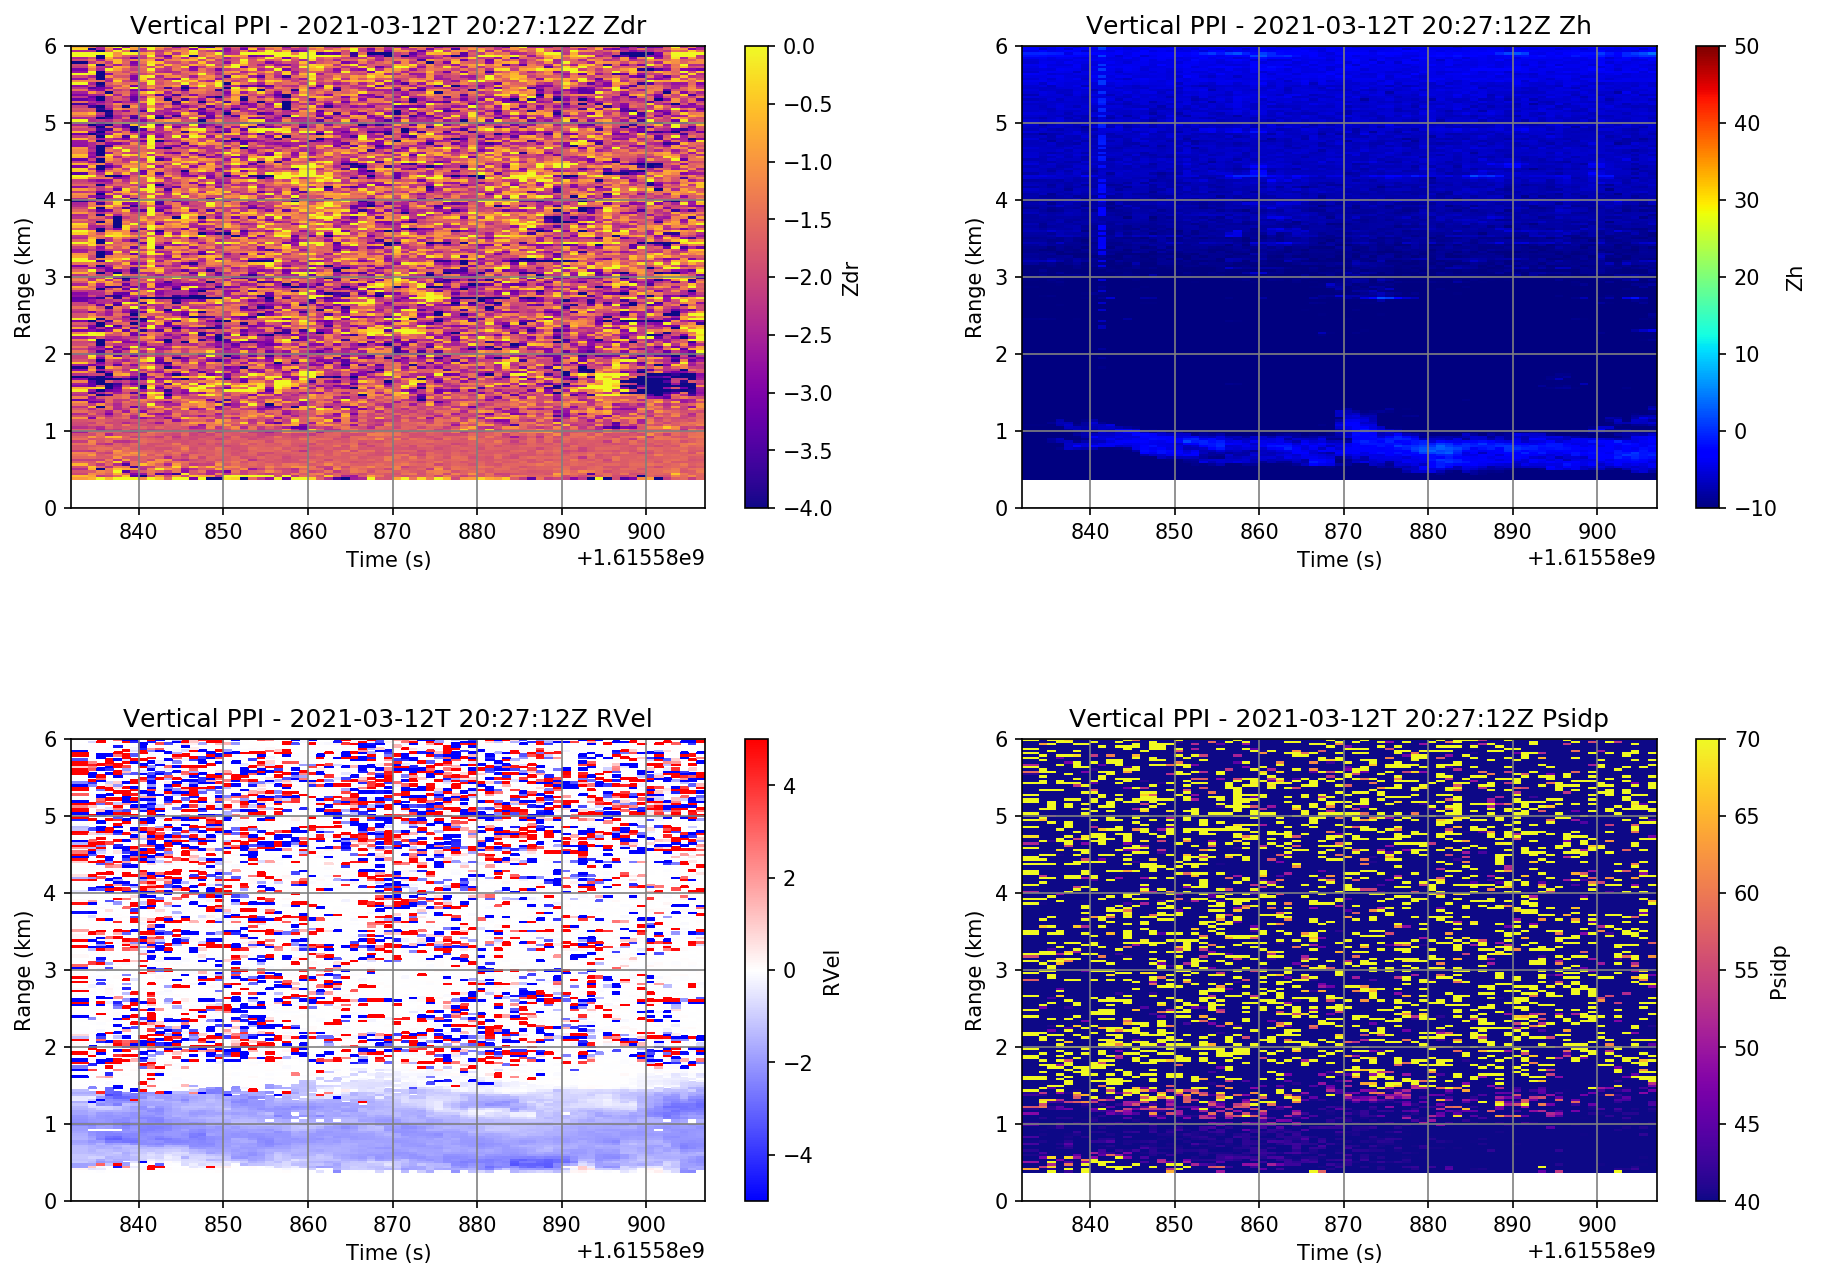 Vertical PPI - 2021-03-12T 20:27:12Z Zdr
6
5
4
3
2
1
0
Range (km)
840 850 860 870 880 890 900
Time (s)
+1.61558e9
0.0
−0.5
−1.0
−1.5
−2.0
−2.5
−3.0
−3.5
−4.0
Zdr
Vertical PPI - 2021-03-12T 20:27:12Z Zh
6
5
4
3
2
1
0
Range (km)
840 850 860 870 880 890 900
Time (s)
+1.61558e9
50
40
30
20
10
0
−10
Zh
Vertical PPI - 2021-03-12T 20:27:12Z RVel
6
5
4
3
2
1
0
Range (km)
840 850 860 870 880 890 900
Time (s)
+1.61558e9
4
2
0
−2
−4
RVel
Vertical PPI - 2021-03-12T 20:27:12Z Psidp
6
5
4
3
2
1
0
Range (km)
840 850 860 870 880 890 900
Time (s)
+1.61558e9
70
65
60
55
50
45
40
Psidp